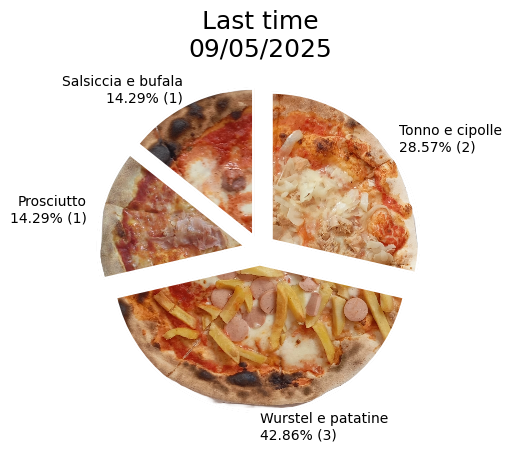 Last time
09/05/2025
Salsiccia e bufala
14.29% (1)
Tonno e cipolle
28.57% (2)
Prosciutto
14.29% (1)
Wurstel e patatine
42.86% (3)